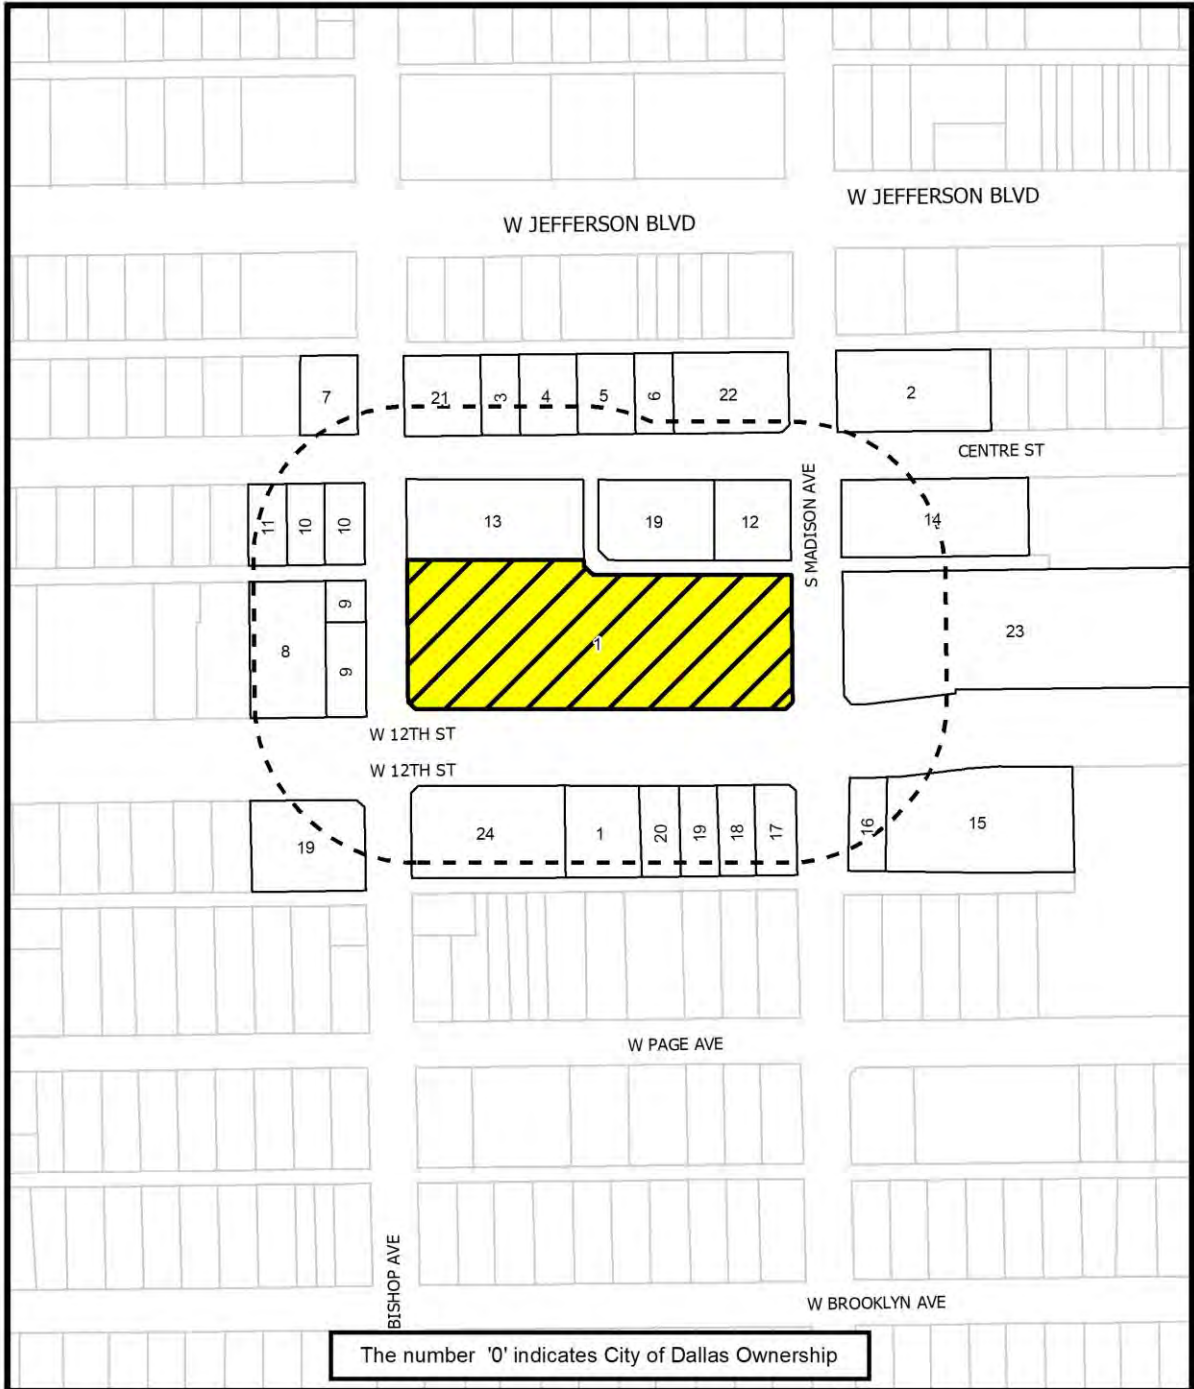 W JEFFERSON BLVD
W JEFFERSON BLVD
7
21
3
4
5
6
22
2
CENTRE ST
S MADISON AVE
11
10
10
13
19
12
14
9
8
9
1
23
W 12TH ST
W 12TH ST
19
24
1
20
19
18
17
16
15
W PAGE AVE
BISHOP AVE
W BROOKLYN AVE
The number '0' indicates City of Dallas Ownership